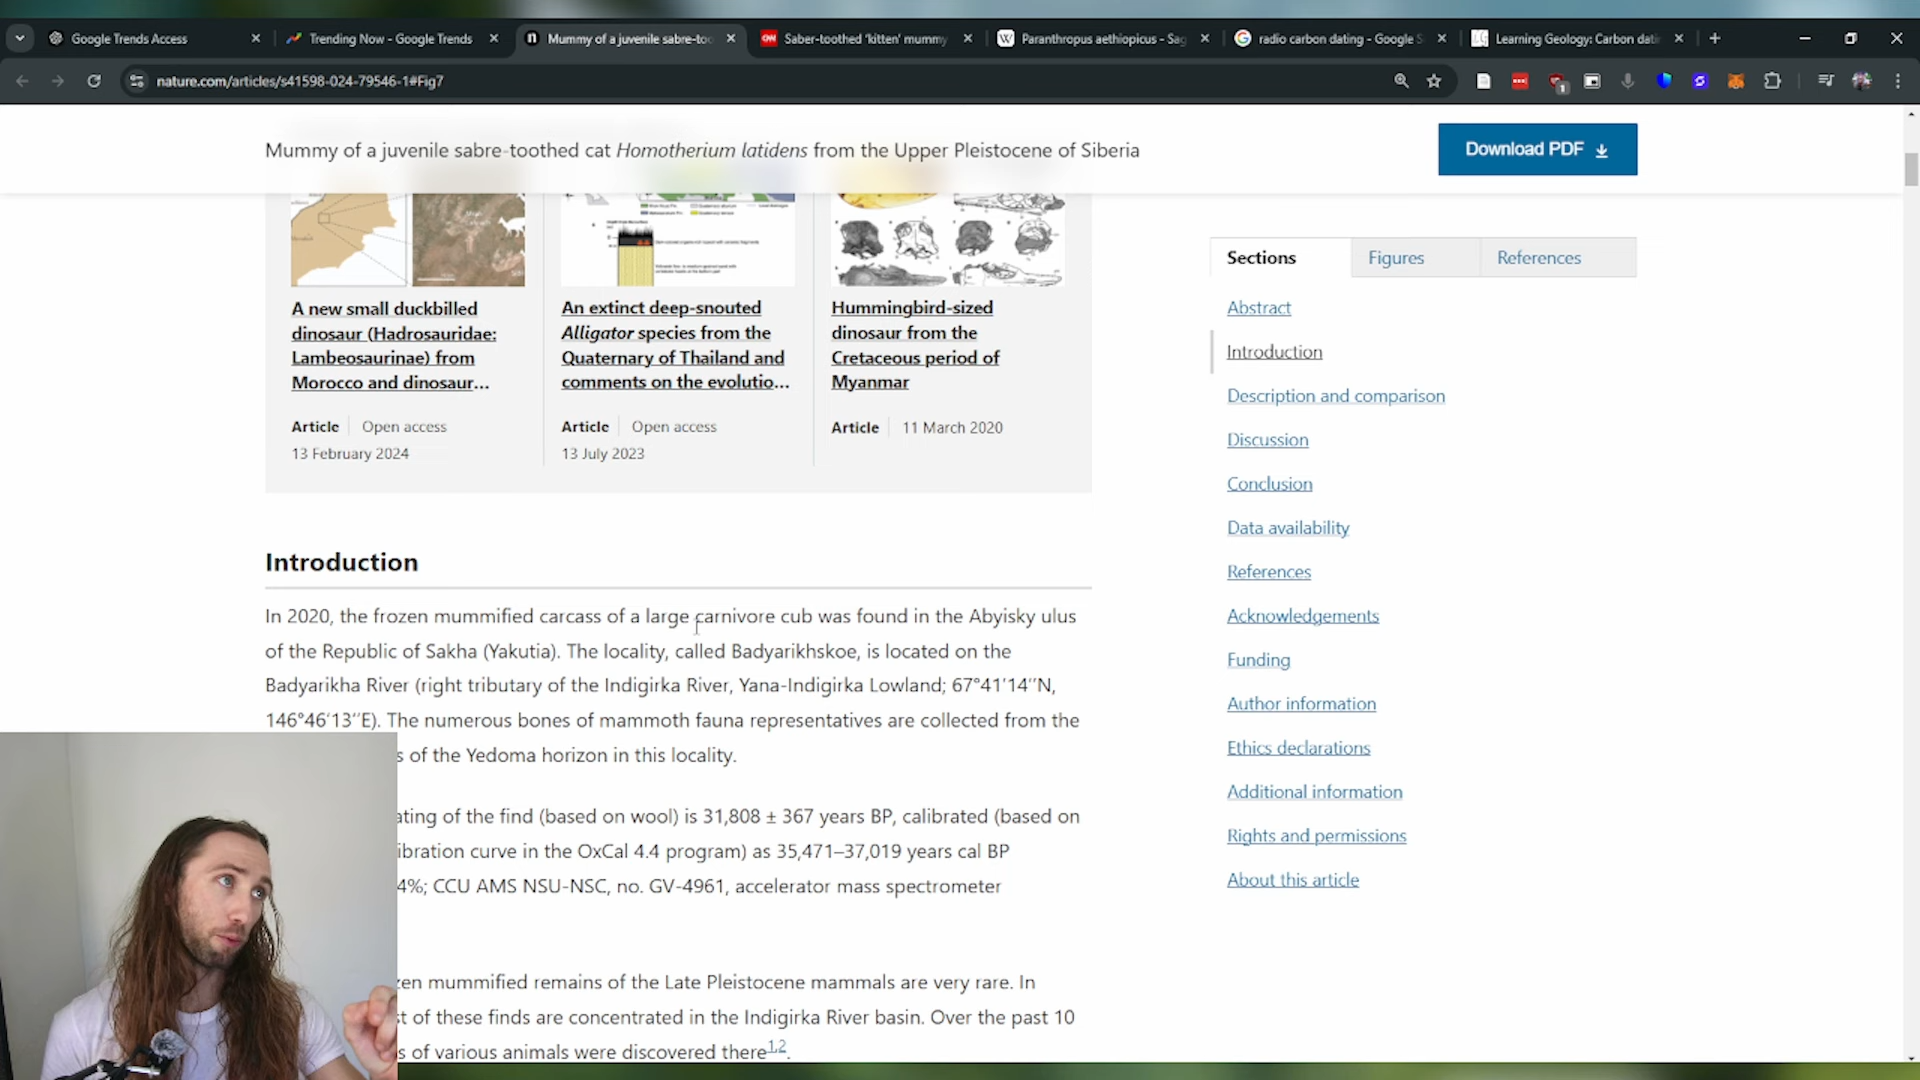 Google Trends Access
Trending Now - Google Trends
Mummy of a juvenile sabre-too
Saber-toothed 'kitten' mummy
Paranthropus aethiopicus - Sag
radio carbon dating - Google S
Learning Geology: Carbon dati
nature.com/articles/s41598-024-79546-1#Fig7
Mummy of a juvenile sabre-toothed cat Homotherium latidens from the Upper Pleistocene of Siberia
Download PDF
A new small duckbilled
dinosaur (Hadrosauridae:
Lambeosaurinae) from
Morocco and dinosaur...
Article Open access
13 February 2024
An extinct deep-snouted
Alligator species from the
Quaternary of Thailand and
comments on the evolutio...
Article Open access
13 July 2023
Hummingbird-sized
dinosaur from the
Cretaceous period of
Myanmar
Article 11 March 2020
Introduction
In 2020, the frozen mummified carcass of a large carnivore cub was found in the Abyisky ulus
of the Republic of Sakha (Yakutia). The locality, called Badyarikhskoe, is located on the
Badyarikha River (right tributary of the Indigirka River, Yana-Indigirka Lowland; 67°41′14′′N,
146°46′13′′E). The numerous bones of mammoth fauna representatives are collected from the
s of the Yedoma horizon in this locality.
ating of the find (based on wool) is 31,808 ± 367 years BP, calibrated (based on
ibration curve in the OxCal 4.4 program) as 35,471–37,019 years cal BP
4%; CCU AMS NSU-NSC, no. GV-4961, accelerator mass spectrometer
zen mummified remains of the Late Pleistocene mammals are very rare. In
st of these finds are concentrated in the Indigirka River basin. Over the past 10
s of various animals were discovered there1,2.
Sections
Figures
References
Abstract
Introduction
Description and comparison
Discussion
Conclusion
Data availability
References
Acknowledgements
Funding
Author information
Ethics declarations
Additional information
Rights and permissions
About this article